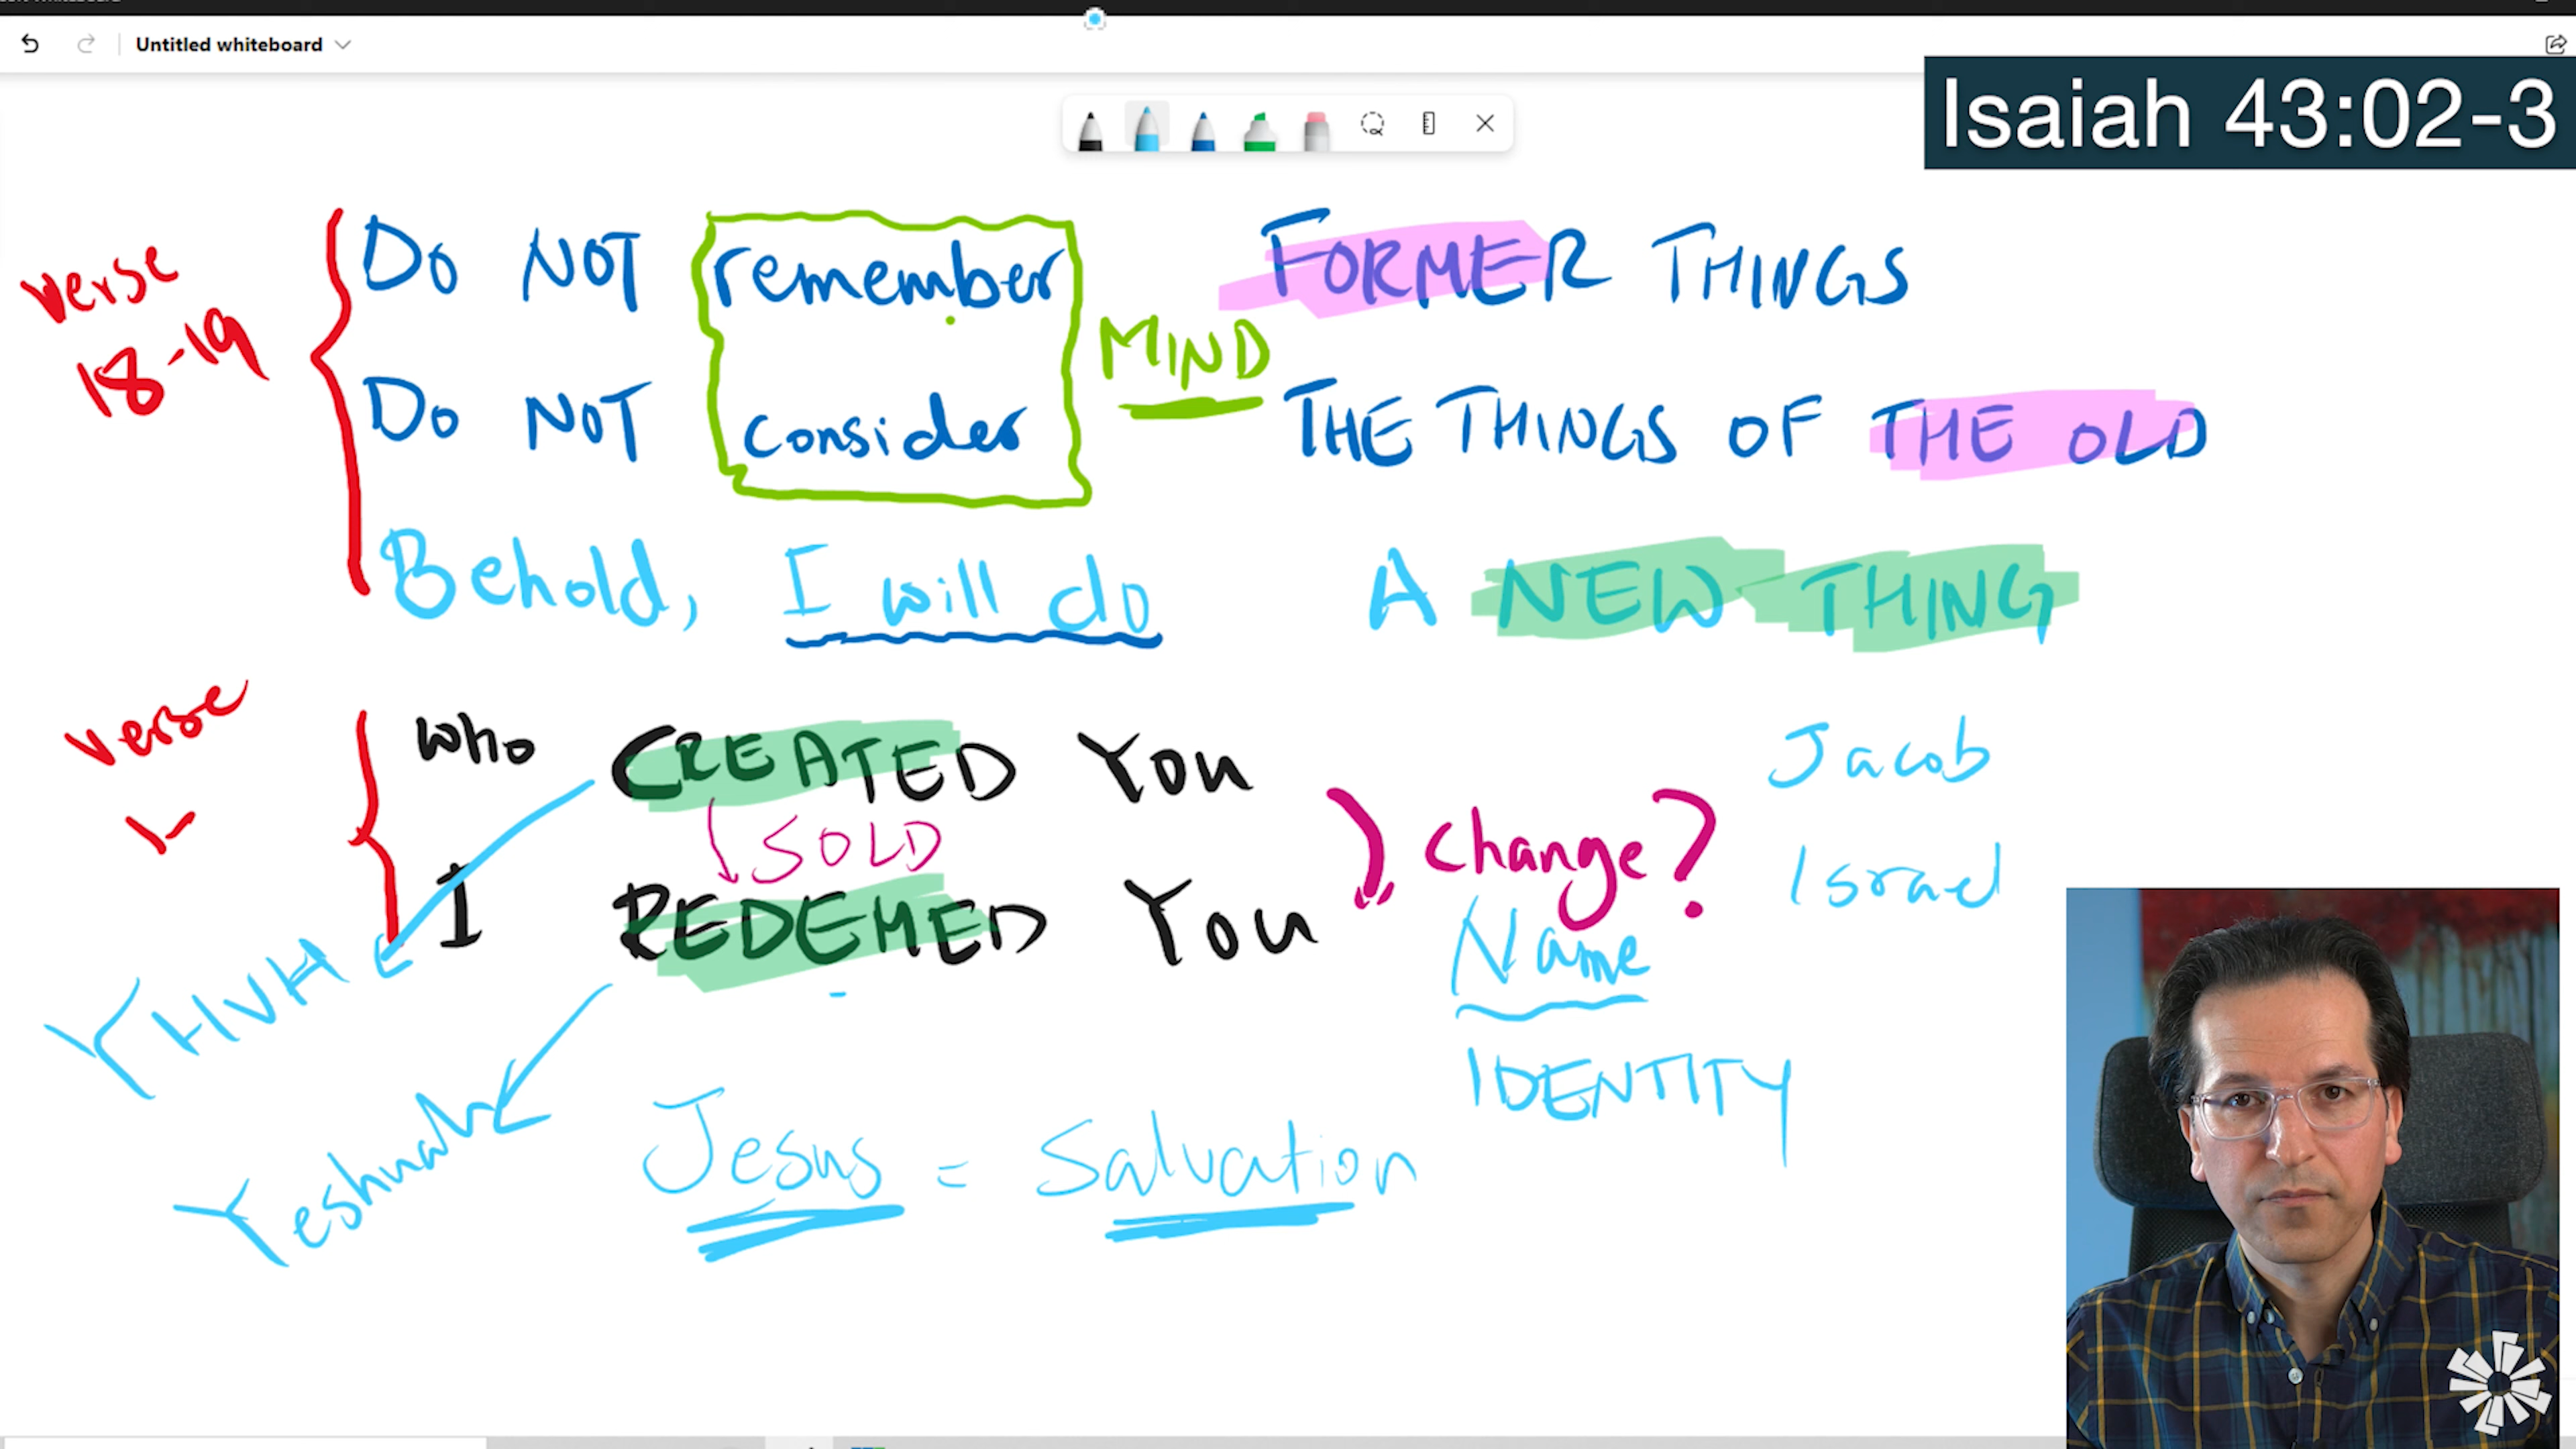 Untitled whiteboard
Isaiah 43:02-3
verse
18-19
Do NOT remember FORMER THINGS
MIND
Do NOT consider THE THINGS OF THE OLD
Behold, I will do A NEW THING
verse
1
who CREATED You
Jacob
SOLD
change?
Israel
I REDEMED You
Name
YHVH
IDENTITY
Yeshuah
Jesus = Salvation